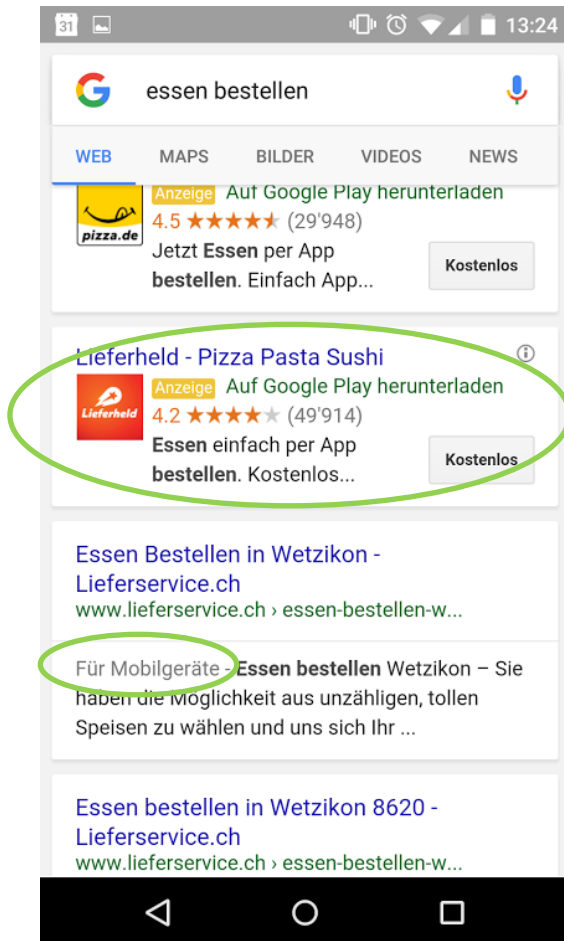 31 13:24
essen bestellen
WEB MAPS BILDER VIDEOS NEWS
Anzeige Auf Google Play herunterladen
pizza.de
4.5 (29'948)
Jetzt Essen per App
bestellen. Einfach App...
Kostenlos
Lieferheld - Pizza Pasta Sushi
Anzeige Auf Google Play herunterladen
Lieferheld
4.2 (49'914)
Essen einfach per App
bestellen. Kostenlos...
Kostenlos
Essen Bestellen in Wetzikon -
Lieferservice.ch
www.lieferservice.ch › essen-bestellen-w...
Für Mobilgeräte - Essen bestellen Wetzikon – Sie
haben die Möglichkeit aus unzähligen, tollen
Speisen zu wählen und uns sich Ihr ...
Essen bestellen in Wetzikon 8620 -
Lieferservice.ch
www.lieferservice.ch › essen-bestellen-w...